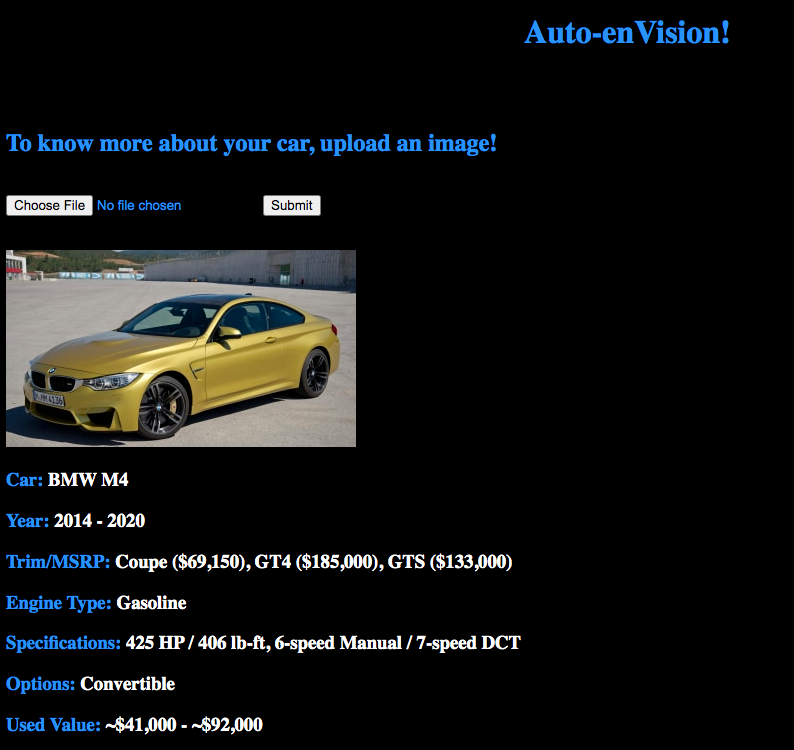 Auto-enVision!
To know more about your car, upload an image!
Choose File No file chosen Submit
Car: BMW M4
Year: 2014 - 2020
Trim/MSRP: Coupe ($69,150), GT4 ($185,000), GTS ($133,000)
Engine Type: Gasoline
Specifications: 425 HP / 406 lb-ft, 6-speed Manual / 7-speed DCT
Options: Convertible
Used Value: ~$41,000 - ~$92,000